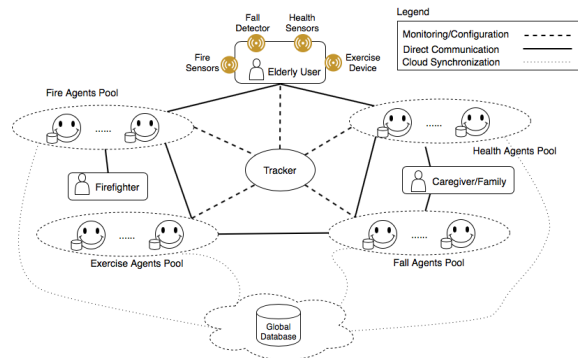 Legend
Monitoring/Configuration
Direct Communication
Cloud Synchronization
Fall
Detector
Health
Sensors
Fire
Sensors
Exercise
Device
Elderly User
Fire Agents Pool
......
......
Health Agents Pool
Tracker
Firefighter
Caregiver/Family
......
......
Exercise Agents Pool
Fall Agents Pool
Global
Database